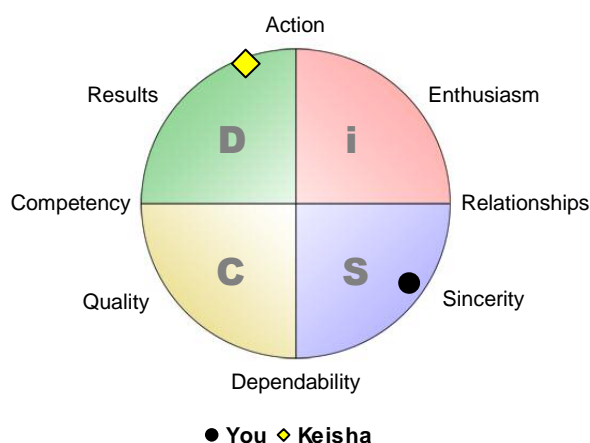 Action
Results
Enthusiasm
D
i
Competency
Relationships
C
S
Quality
Sincerity
Dependability
You Keisha